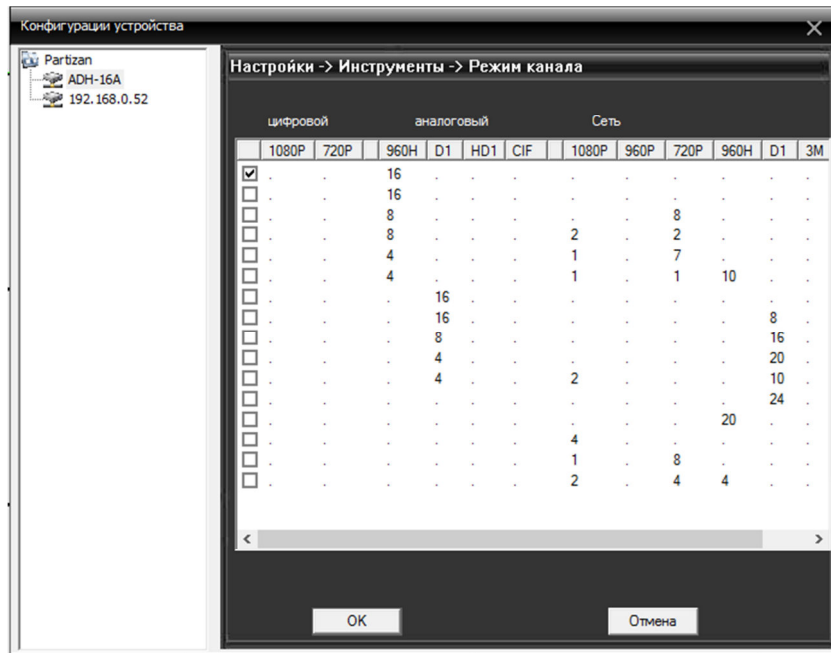 Конфигурации устройства
Partizan
ADH-16A
192.168.0.52
Настройки -> Инструменты -> Режим канала
цифровой аналоговый Сеть
1080P 720P 960H D1 HD1 CIF 1080P 960P 720P 960H D1 3M
. . 16 . . . . . . . . .
. . 16 . . . . . . . . .
. . 8 . . . . . 8 . . .
. . 8 . . . 2 . 2 . . .
. . 4 . . . 1 . 7 . . .
. . 4 . . . 1 . 1 10 . .
. . . 16 . . . . . . . .
. . . 16 . . . . . . 8 .
. . . 8 . . . . . . 16 .
. . . 4 . . . . . . 20 .
. . . 4 . . 2 . . . 10 .
. . . . . . . . . . 24 .
. . . . . . . . . 20 . .
. . . . . . 4 . . . . .
. . . . . . 1 . 8 . . .
. . . . . . 2 . 4 4 . .
OK Отмена